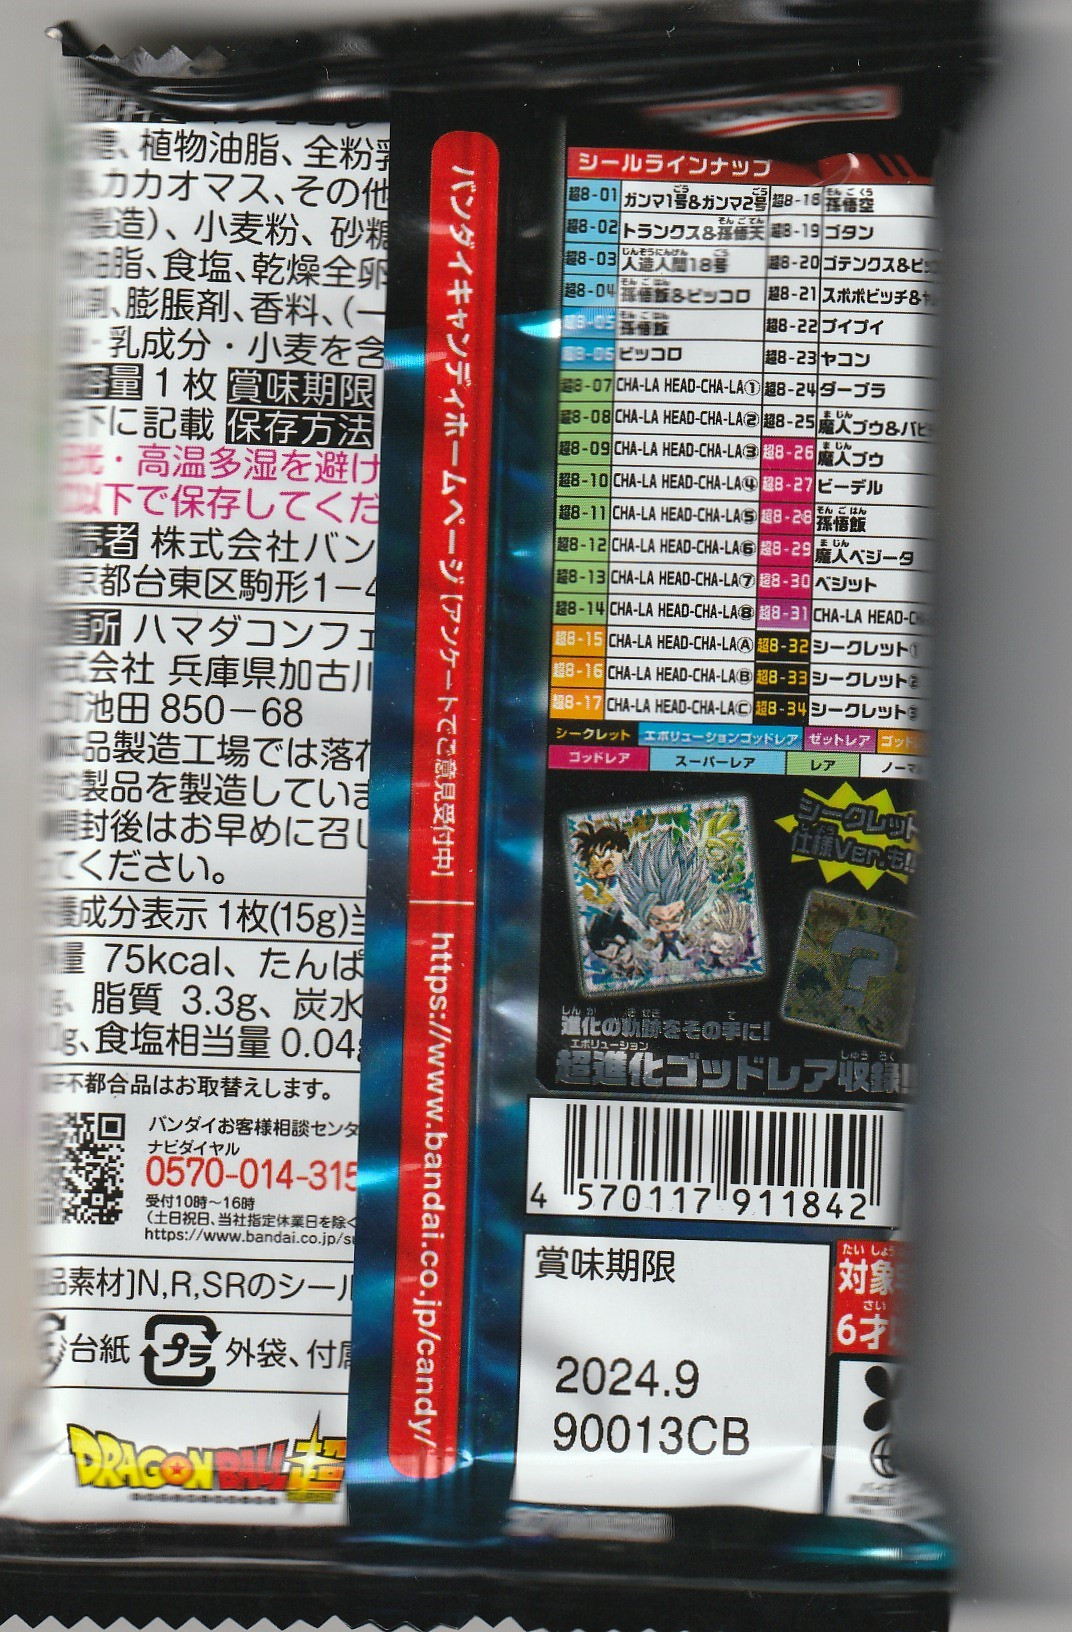 糖、植物油脂、全粉乳
カカオマス、その他
製造)、小麦粉、砂糖
油脂、食塩、乾燥全卵
剤、膨脹剤、香料、(一
・乳成分・小麦を含
容量 1枚 賞味期限
下に記載 保存方法
光・高温多湿を避け
以下で保存してくだ
売者 株式会社バン
京都台東区駒形1-4
造所 ハマダコンフェ
式会社 兵庫県加古川
町池田 850-68
品製造工場では落花
製品を製造していま
開封後はお早めに召し
てください。
養成分表示 1枚(15g)当
量 75kcal、たんぱ
g、脂質 3.3g、炭水
0g、食塩相当量 0.04g
不都合品はお取替えします。
バンダイお客様相談センタ
ナビダイヤル
0570-014-315
受付10時~16時
(土日祝日、当社指定休業日を除く
https://www.bandai.co.jp/su
品素材]N,R,SRのシール
台紙 プラ 外袋、付属
DRAGON BALL 超
バンダイキャンディホームページ [アンケートでご意見受付中]
https://www.bandai.co.jp/candy/
シールラインナップ
超8-01 ガンマ1号&ガンマ2号 超8-18 孫悟空
超8-02 トランクス&孫悟天 超8-19 ゴタン
超8-03 人造人間18号 超8-20 ゴテンクス&ピッコ
超8-04 孫悟飯&ピッコロ 超8-21 スポポビッチ&ヤ
超8-05 孫悟飯 超8-22 プイプイ
超8-06 ピッコロ 超8-23 ヤコン
超8-07 CHA-LA HEAD-CHA-LA① 超8-24 ダーブラ
超8-08 CHA-LA HEAD-CHA-LA② 超8-25 魔人ブウ&バビ
超8-09 CHA-LA HEAD-CHA-LA③ 超8-26 魔人ブウ
超8-10 CHA-LA HEAD-CHA-LA④ 超8-27 ビーデル
超8-11 CHA-LA HEAD-CHA-LA⑤ 超8-28 孫悟飯
超8-12 CHA-LA HEAD-CHA-LA⑥ 超8-29 魔人ベジータ
超8-13 CHA-LA HEAD-CHA-LA⑦ 超8-30 ベジット
超8-14 CHA-LA HEAD-CHA-LA⑧ 超8-31 CHA-LA HEAD-C
超8-15 CHA-LA HEAD-CHA-LAⒶ 超8-32 シークレット①
超8-16 CHA-LA HEAD-CHA-LAⒷ 超8-33 シークレット②
超8-17 CHA-LA HEAD-CHA-LAⒸ 超8-34 シークレット③
シークレット エボリューションゴッドレア ゼットレア ゴッド
ゴッドレア スーパーレア レア ノーマ
シークレット
仕様Ver.も!!
?
進化の軌跡をその手に!
超進化ゴッドレア収録!!
4 570117 911842
賞味期限
2024.9
90013CB
対象
6才